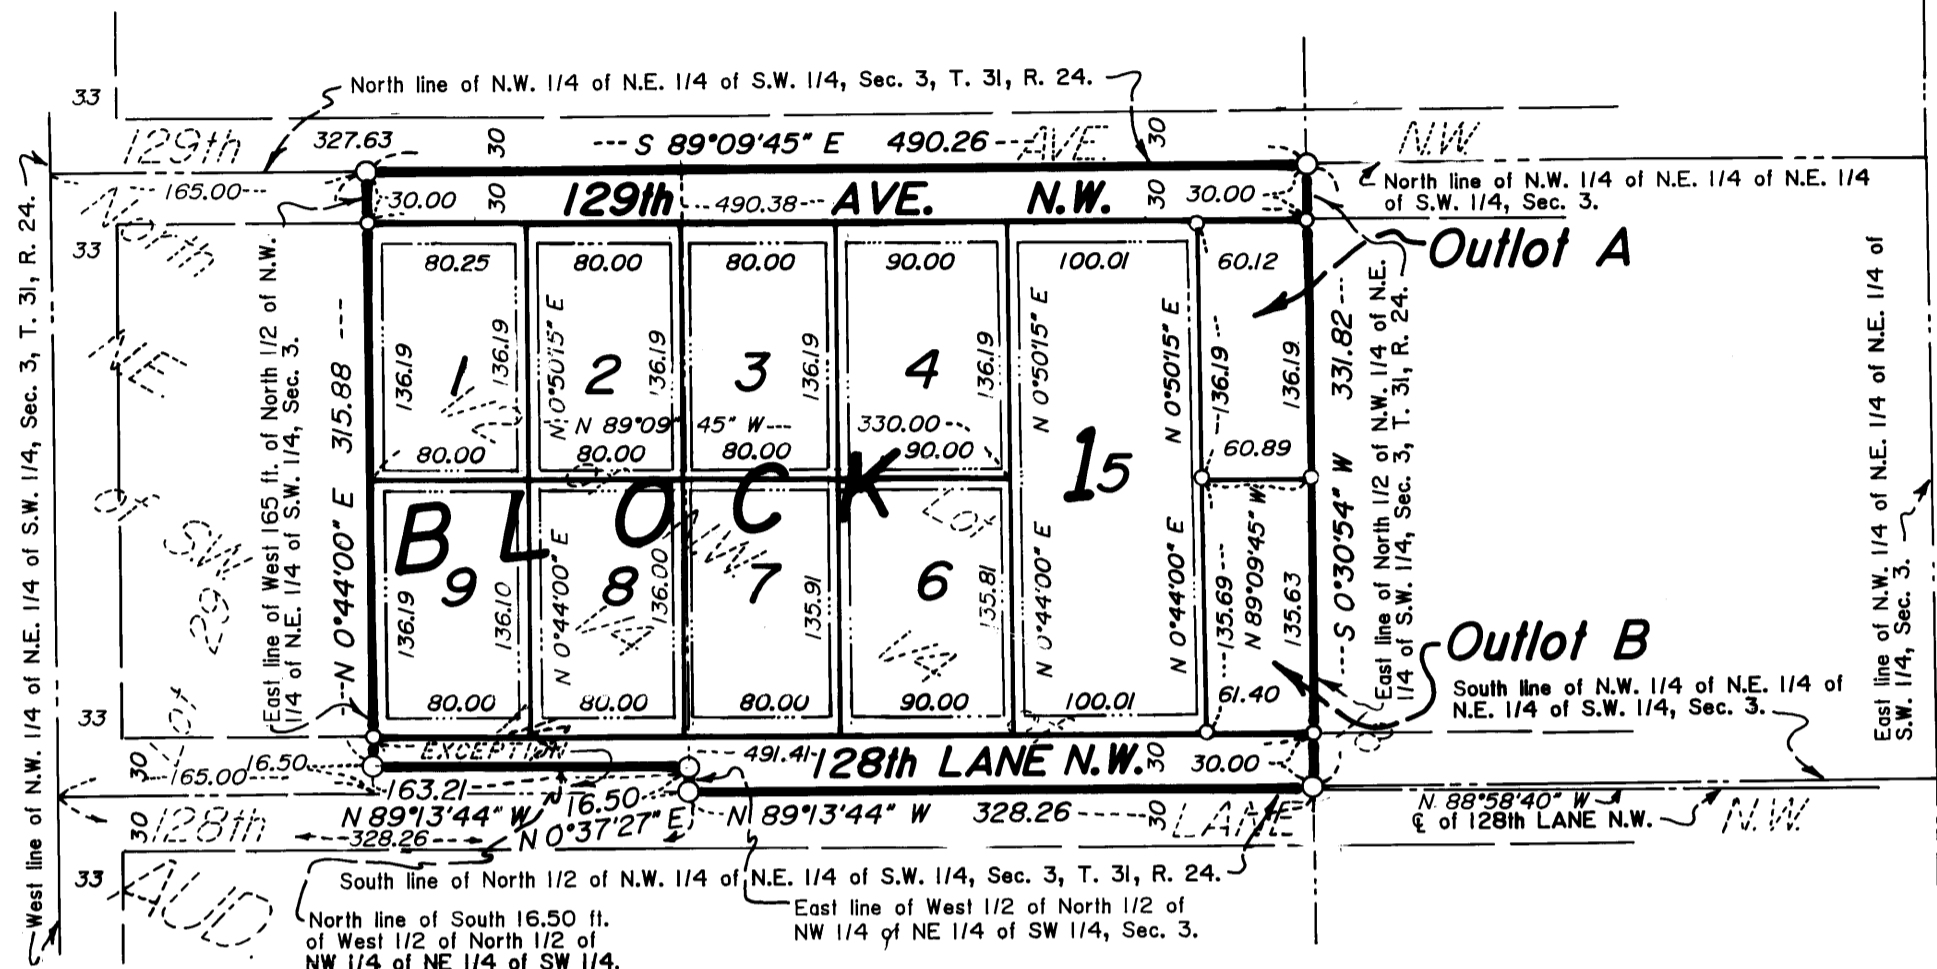 North line of N.W. 1/4 of N.E. 1/4 of S.W. 1/4, Sec. 3, T. 31, R. 24.
33
129th
327.63
30
S 89°09'45" E 490.26
AVE.
30
N.W.
165.00
30.00
30
129th
490.38
AVE.
N.W.
30
30.00
North line of N.W. 1/4 of N.E. 1/4 of N.E. 1/4
of S.W. 1/4, Sec. 3.
33
North
NE
of
SW
Lot
29
West line of N.W. 1/4 of N.E. 1/4 of S.W. 1/4, Sec. 3, T. 31, R. 24.
East line of West 165 ft. of North 1/2 of N.W.
1/4 of N.E. 1/4 of S.W. 1/4, Sec. 3.
N 0°44'00" E 315.88
80.25
80.00
80.00
90.00
100.01
60.12
Outlot A
136.19
136.19
N 0°50'15" E
136.19
136.19
136.19
N 0°50'15" E
N 0°50'15" E
136.19
136.19
1
2
3
4
N 89°09' 45" W
330.00
80.00
80.00
80.00
90.00
60.89
BLOCK 1
5
Lot
9
8
7
6
136.19
136.10
N 0°44'00" E
136.00
135.91
135.81
N 0°44'00" E
N 0°44'00" E
135.69
N 89°09'45" W
135.63
S 0°30'54" W 331.82
East line of North 1/2 of N.W. 1/4 of N.E.
1/4 of S.W. 1/4, Sec. 3, T. 31, R. 24.
80.00
80.00
80.00
90.00
100.01
61.40
Outlot B
South line of N.W. 1/4 of N.E. 1/4 of
N.E. 1/4 of S.W. 1/4, Sec. 3.
East line of N.W. 1/4 of N.E. 1/4 of N.E. 1/4 of
S.W. 1/4, Sec. 3.
33
EXCEPTION
30
165.00
16.50
491.41
128th LANE N.W.
30
30.00
163.21
N 89°13'44" W
16.50
N 0°37'27" E
328.26
N 89°13'44" W 328.26
30
LANE
30
128th
N. 88°58'40" W
℄ of 128th LANE N.W.
N.W.
33
AUD.
South line of North 1/2 of N.W. 1/4 of N.E. 1/4 of S.W. 1/4, Sec. 3, T. 31, R. 24.
North line of South 16.50 ft.
of West 1/2 of North 1/2 of
NW 1/4 of NE 1/4 of SW 1/4.
East line of West 1/2 of North 1/2 of
NW 1/4 of NE 1/4 of SW 1/4, Sec. 3.